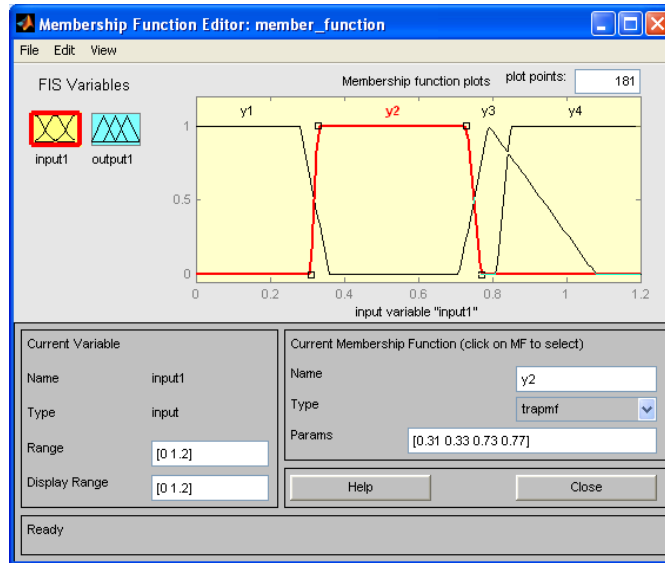 Membership Function Editor: member_function
File Edit View
FIS Variables
Membership function plots plot points: 181
input1 output1
y1 y2 y3 y4
1
0.5
0
0 0.2 0.4 0.6 0.8 1 1.2
input variable "input1"
Current Variable
Name input1
Type input
Range [0 1.2]
Display Range [0 1.2]
Current Membership Function (click on MF to select)
Name y2
Type trapmf
Params [0.31 0.33 0.73 0.77]
Help Close
Ready